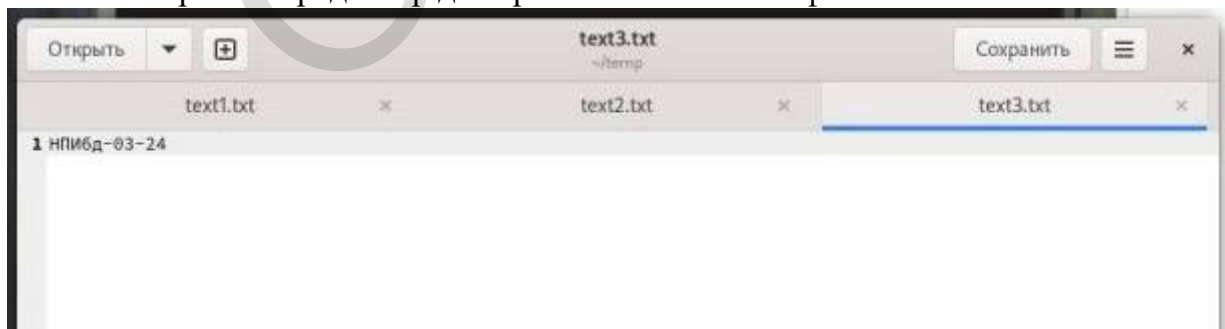 Открыть
text3.txt
~/temp
Сохранить
text1.txt
text2.txt
text3.txt
1 НПИбд-03-24